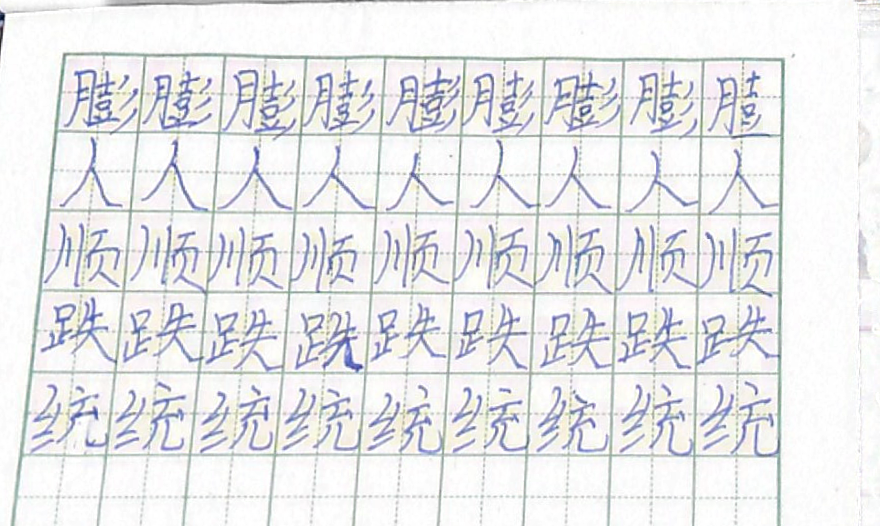 膨膨膨膨膨膨膨膨
人人人人人人人人人
顺顺顺顺顺顺顺顺顺
跌跌跌跌跌跌跌跌跌
统统统统统统统统统